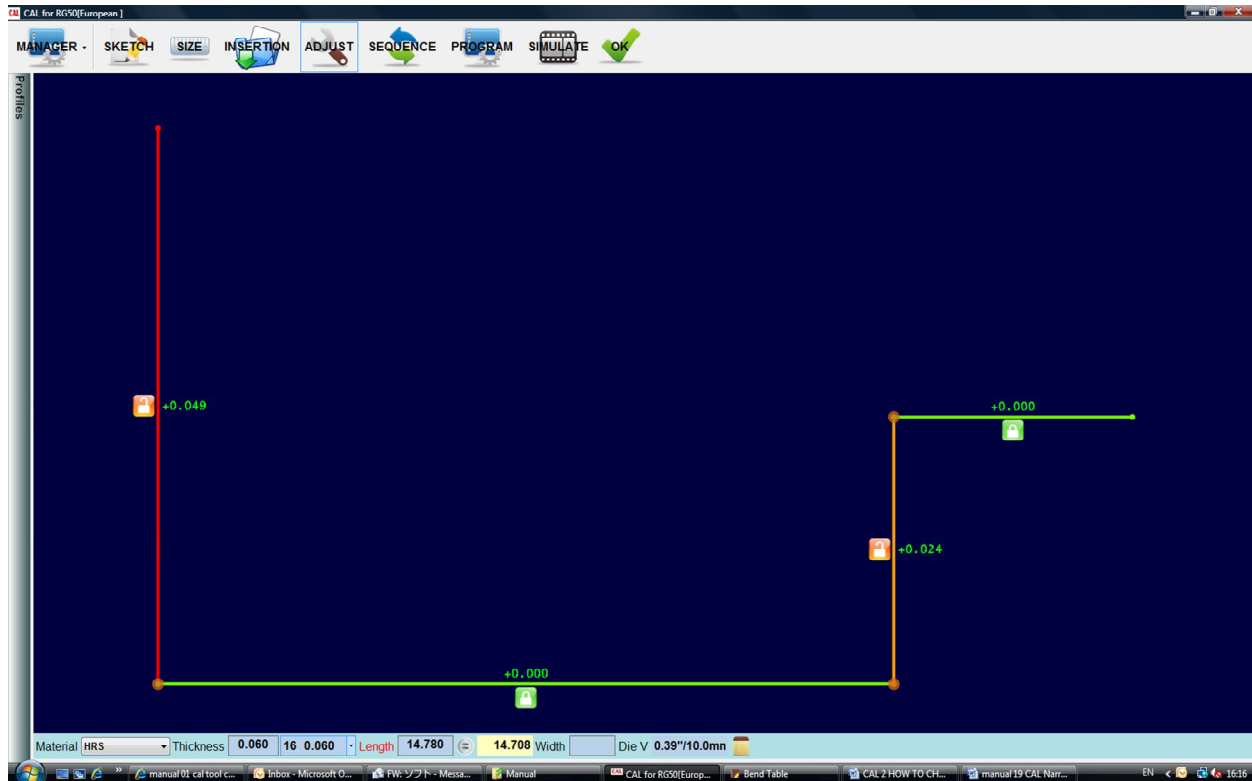 CAL CAL for RG50[European ]
MANAGER SKETCH SIZE INSERTION ADJUST SEQUENCE PROGRAM SIMULATE OK
Profiles
+0.049
+0.000
+0.024
+0.000
Material HRS Thickness 0.060 16 0.060 Length 14.780 = 14.708 Width Die V 0.39"/10.0mn
manual 01 cal tool c... Inbox - Microsoft O... FW: ソフト - Messa... Manual CAL CAL for RG50[Europ... Bend Table CAL 2 HOW TO CH... manual 19 CAL Narr... EN 16:16